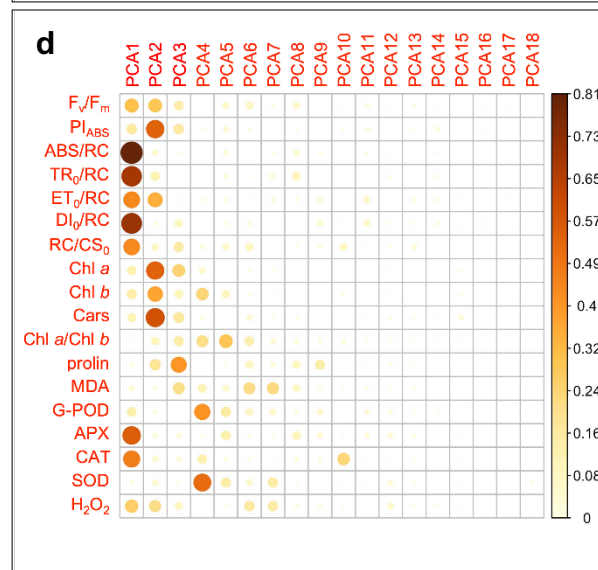 d
PCA1 PCA2 PCA3 PCA4 PCA5 PCA6 PCA7 PCA8 PCA9 PCA10 PCA11 PCA12 PCA13 PCA14 PCA15 PCA16 PCA17 PCA18
Fv/Fm
PIABS
ABS/RC
TR0/RC
ET0/RC
DI0/RC
RC/CS0
Chl a
Chl b
Cars
Chl a/Chl b
prolin
MDA
G-POD
APX
CAT
SOD
H2O2
0.81
0.73
0.65
0.57
0.49
0.4
0.32
0.24
0.16
0.08
0